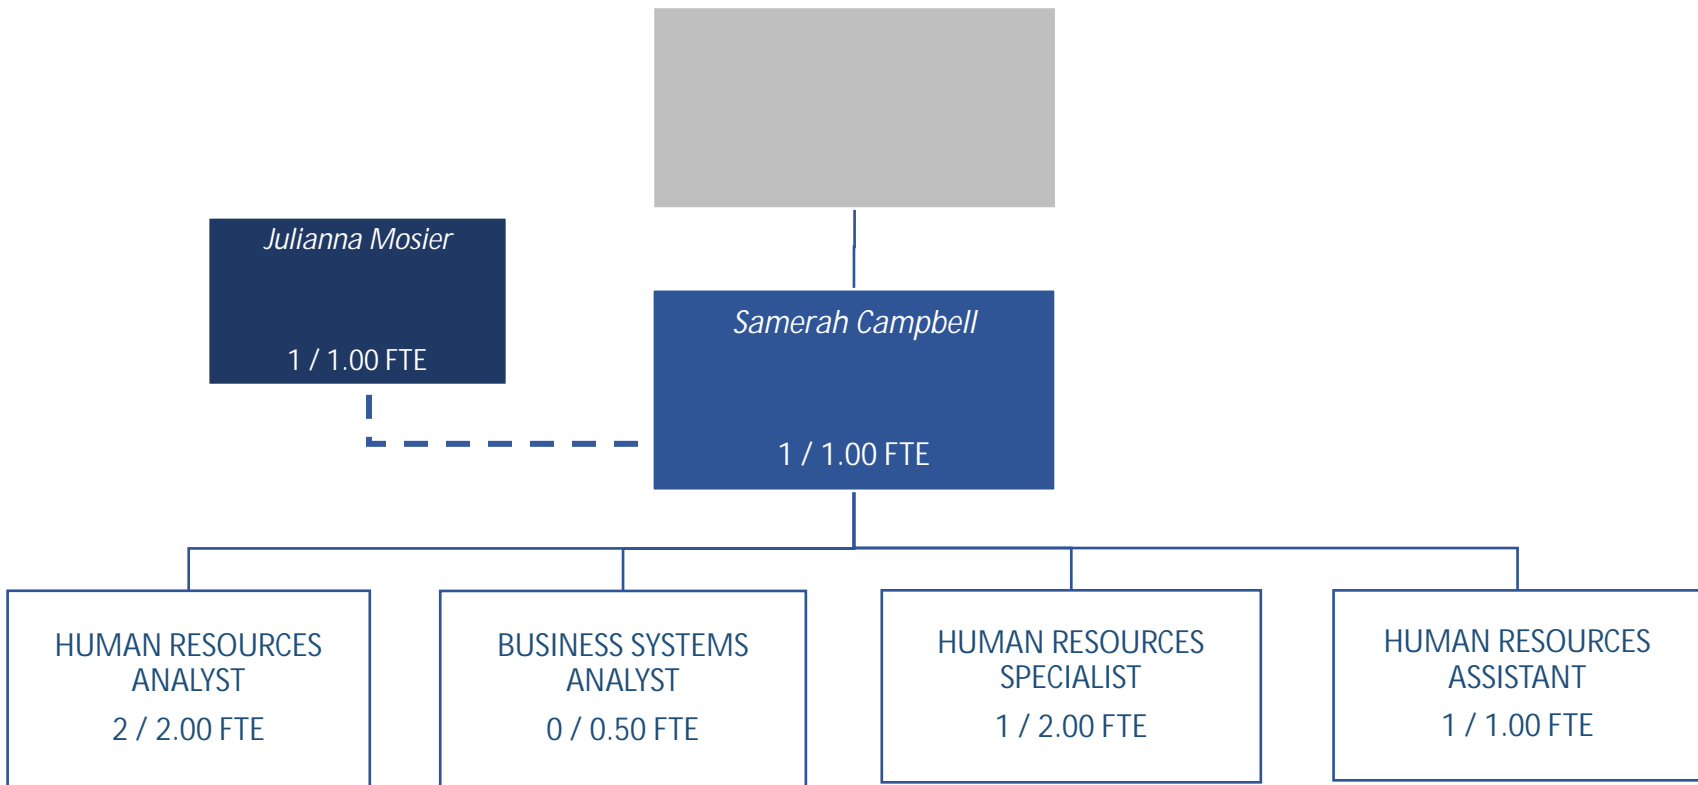 Julianna Mosier
1 / 1.00 FTE
Samerah Campbell
1 / 1.00 FTE
HUMAN RESOURCES
ANALYST
2 / 2.00 FTE
BUSINESS SYSTEMS
ANALYST
0 / 0.50 FTE
HUMAN RESOURCES
SPECIALIST
1 / 2.00 FTE
HUMAN RESOURCES
ASSISTANT
1 / 1.00 FTE